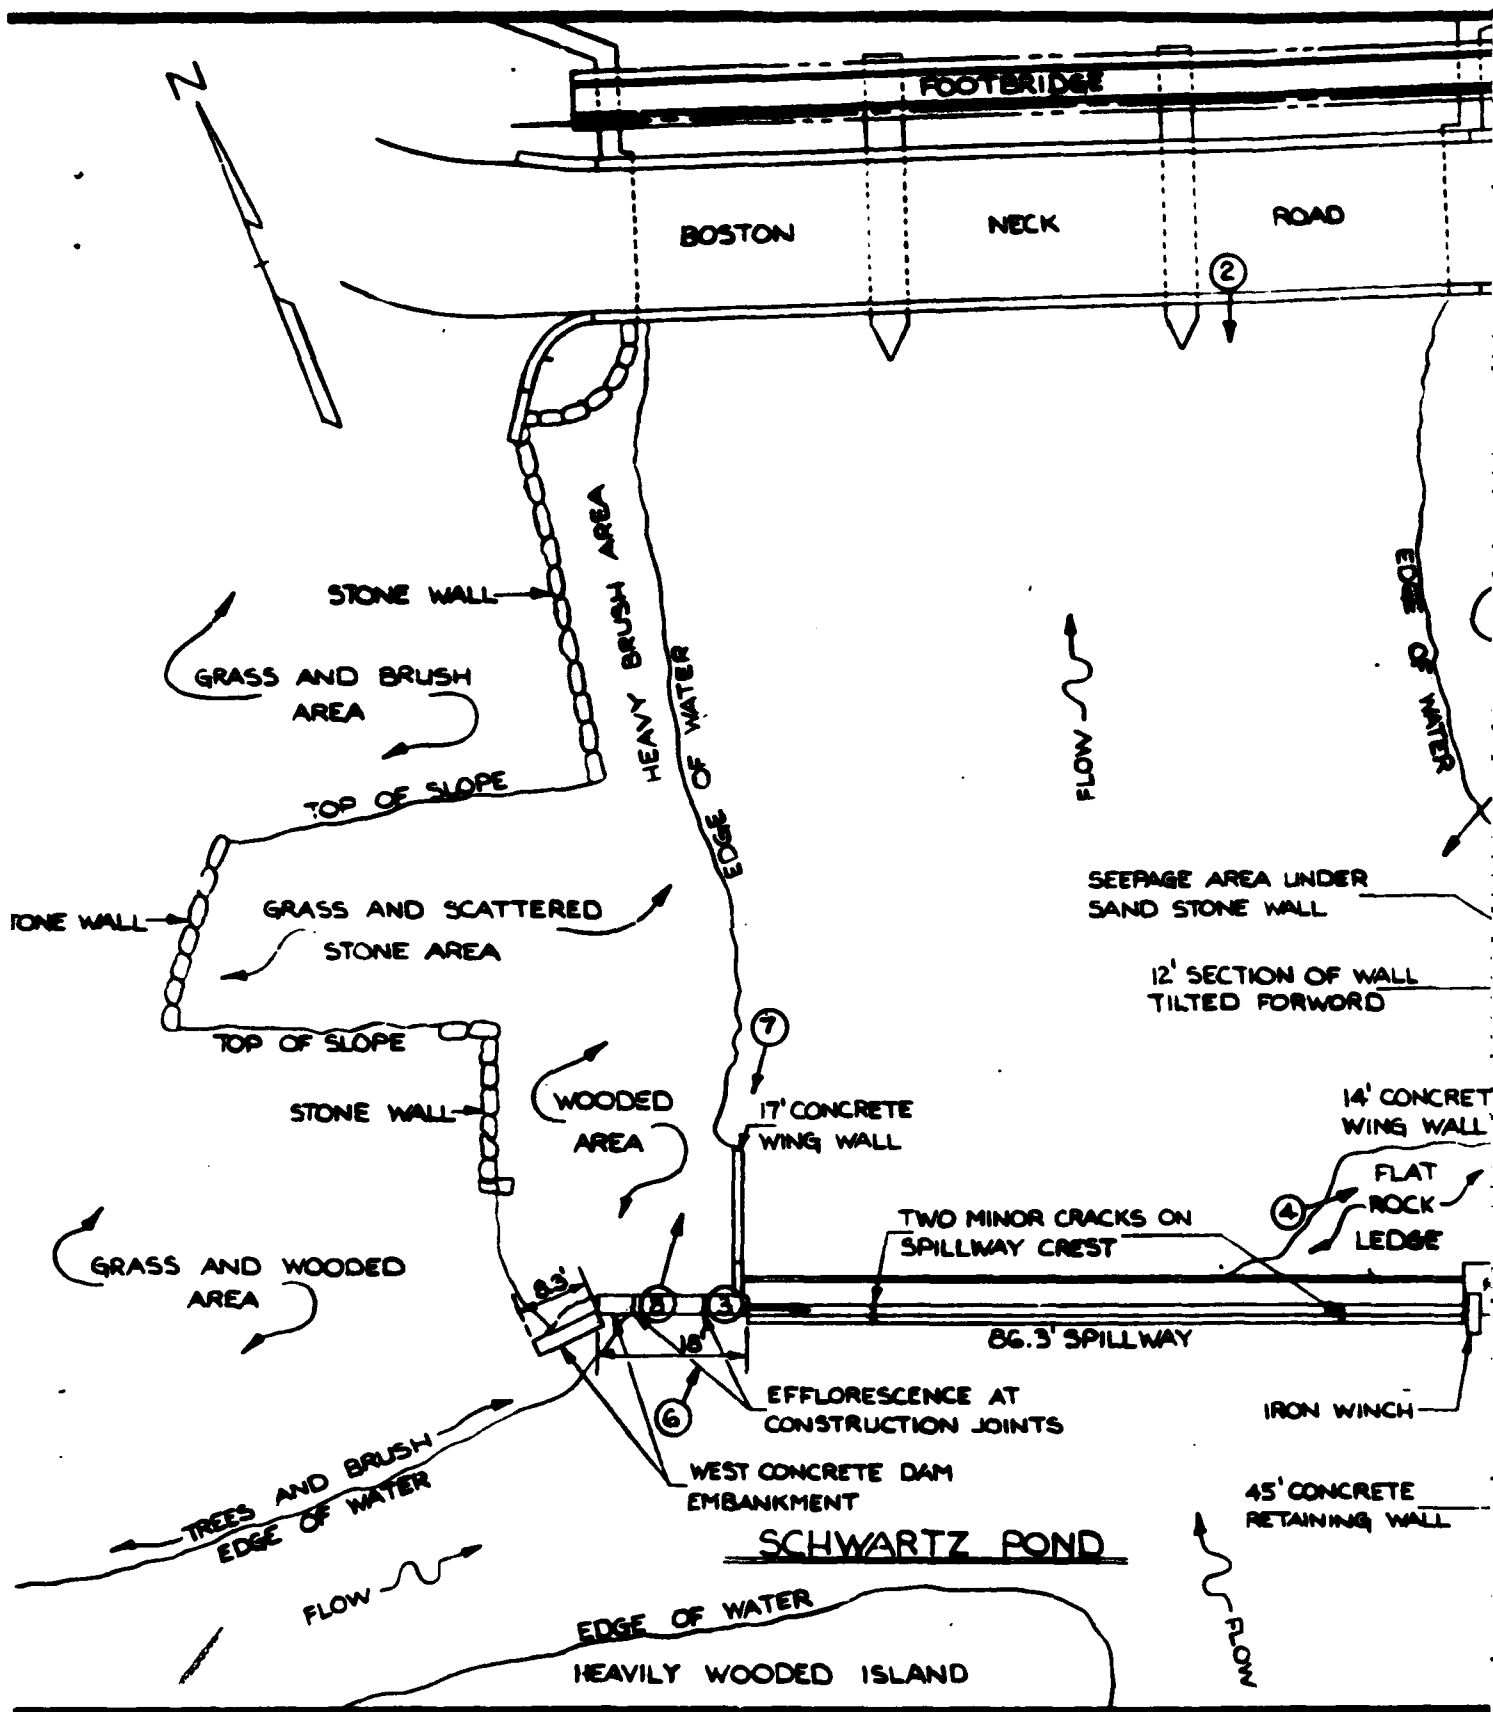 N
FOOTBRIDGE
BOSTON NECK ROAD
2
HEAVY BRUSH AREA
EDGE OF WATER
EDGE OF WATER
STONE WALL
GRASS AND BRUSH
AREA
FLOW
TOP OF SLOPE
TONE WALL
GRASS AND SCATTERED
STONE AREA
SEEPAGE AREA UNDER
SAND STONE WALL
12' SECTION OF WALL
TILTED FORWORD
TOP OF SLOPE
7
STONE WALL
WOODED
AREA
17' CONCRETE
WING WALL
14' CONCRET
WING WALL
FLAT
ROCK
LEDGE
4
TWO MINOR CRACKS ON
SPILLWAY CREST
GRASS AND WOODED
AREA
8.3'
3
18'
86.3' SPILLWAY
6
EFFLORESCENCE AT
CONSTRUCTION JOINTS
IRON WINCH
WEST CONCRETE DAM
EMBANKMENT
45' CONCRETE
RETAINING WALL
TREES AND BRUSH
EDGE OF WATER
SCHWARTZ POND
FLOW
FLOW
EDGE OF WATER
HEAVILY WOODED ISLAND